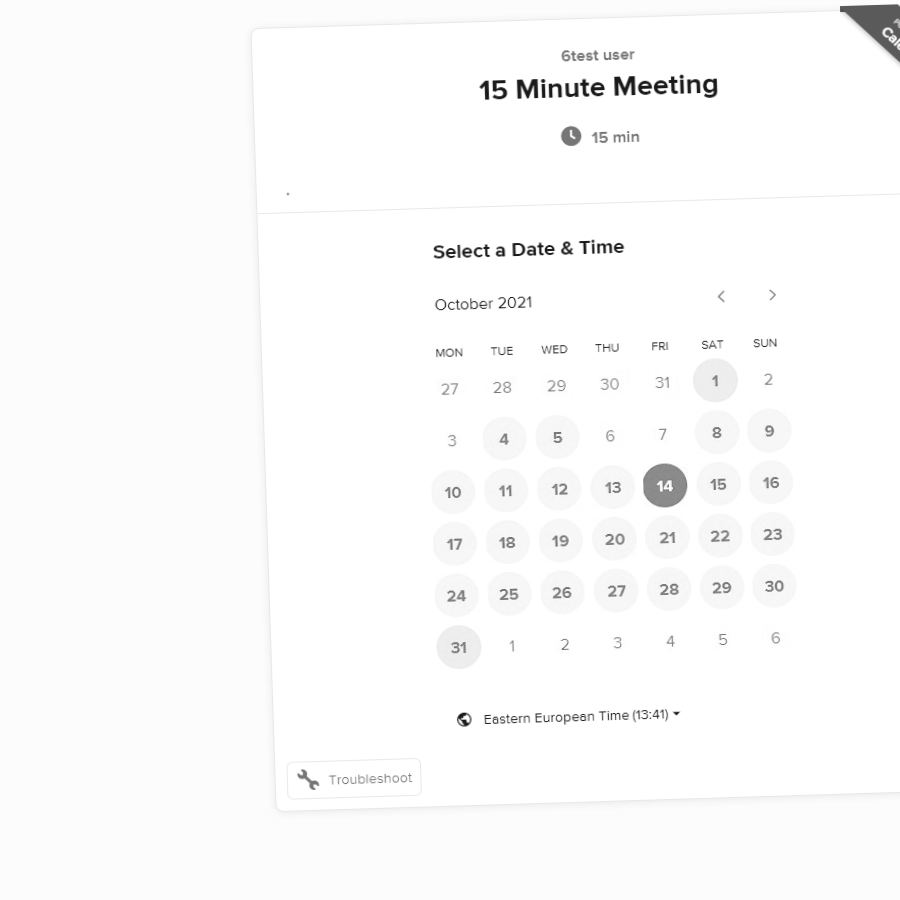 6test user
15 Minute Meeting
15 min
.
Select a Date & Time
October 2021
MON TUE WED THU FRI SAT SUN
27 28 29 30 31 1 2
3 4 5 6 7 8 9
10 11 12 13 14 15 16
17 18 19 20 21 22 23
24 25 26 27 28 29 30
31 1 2 3 4 5 6
Eastern European Time (13:41)
Troubleshoot